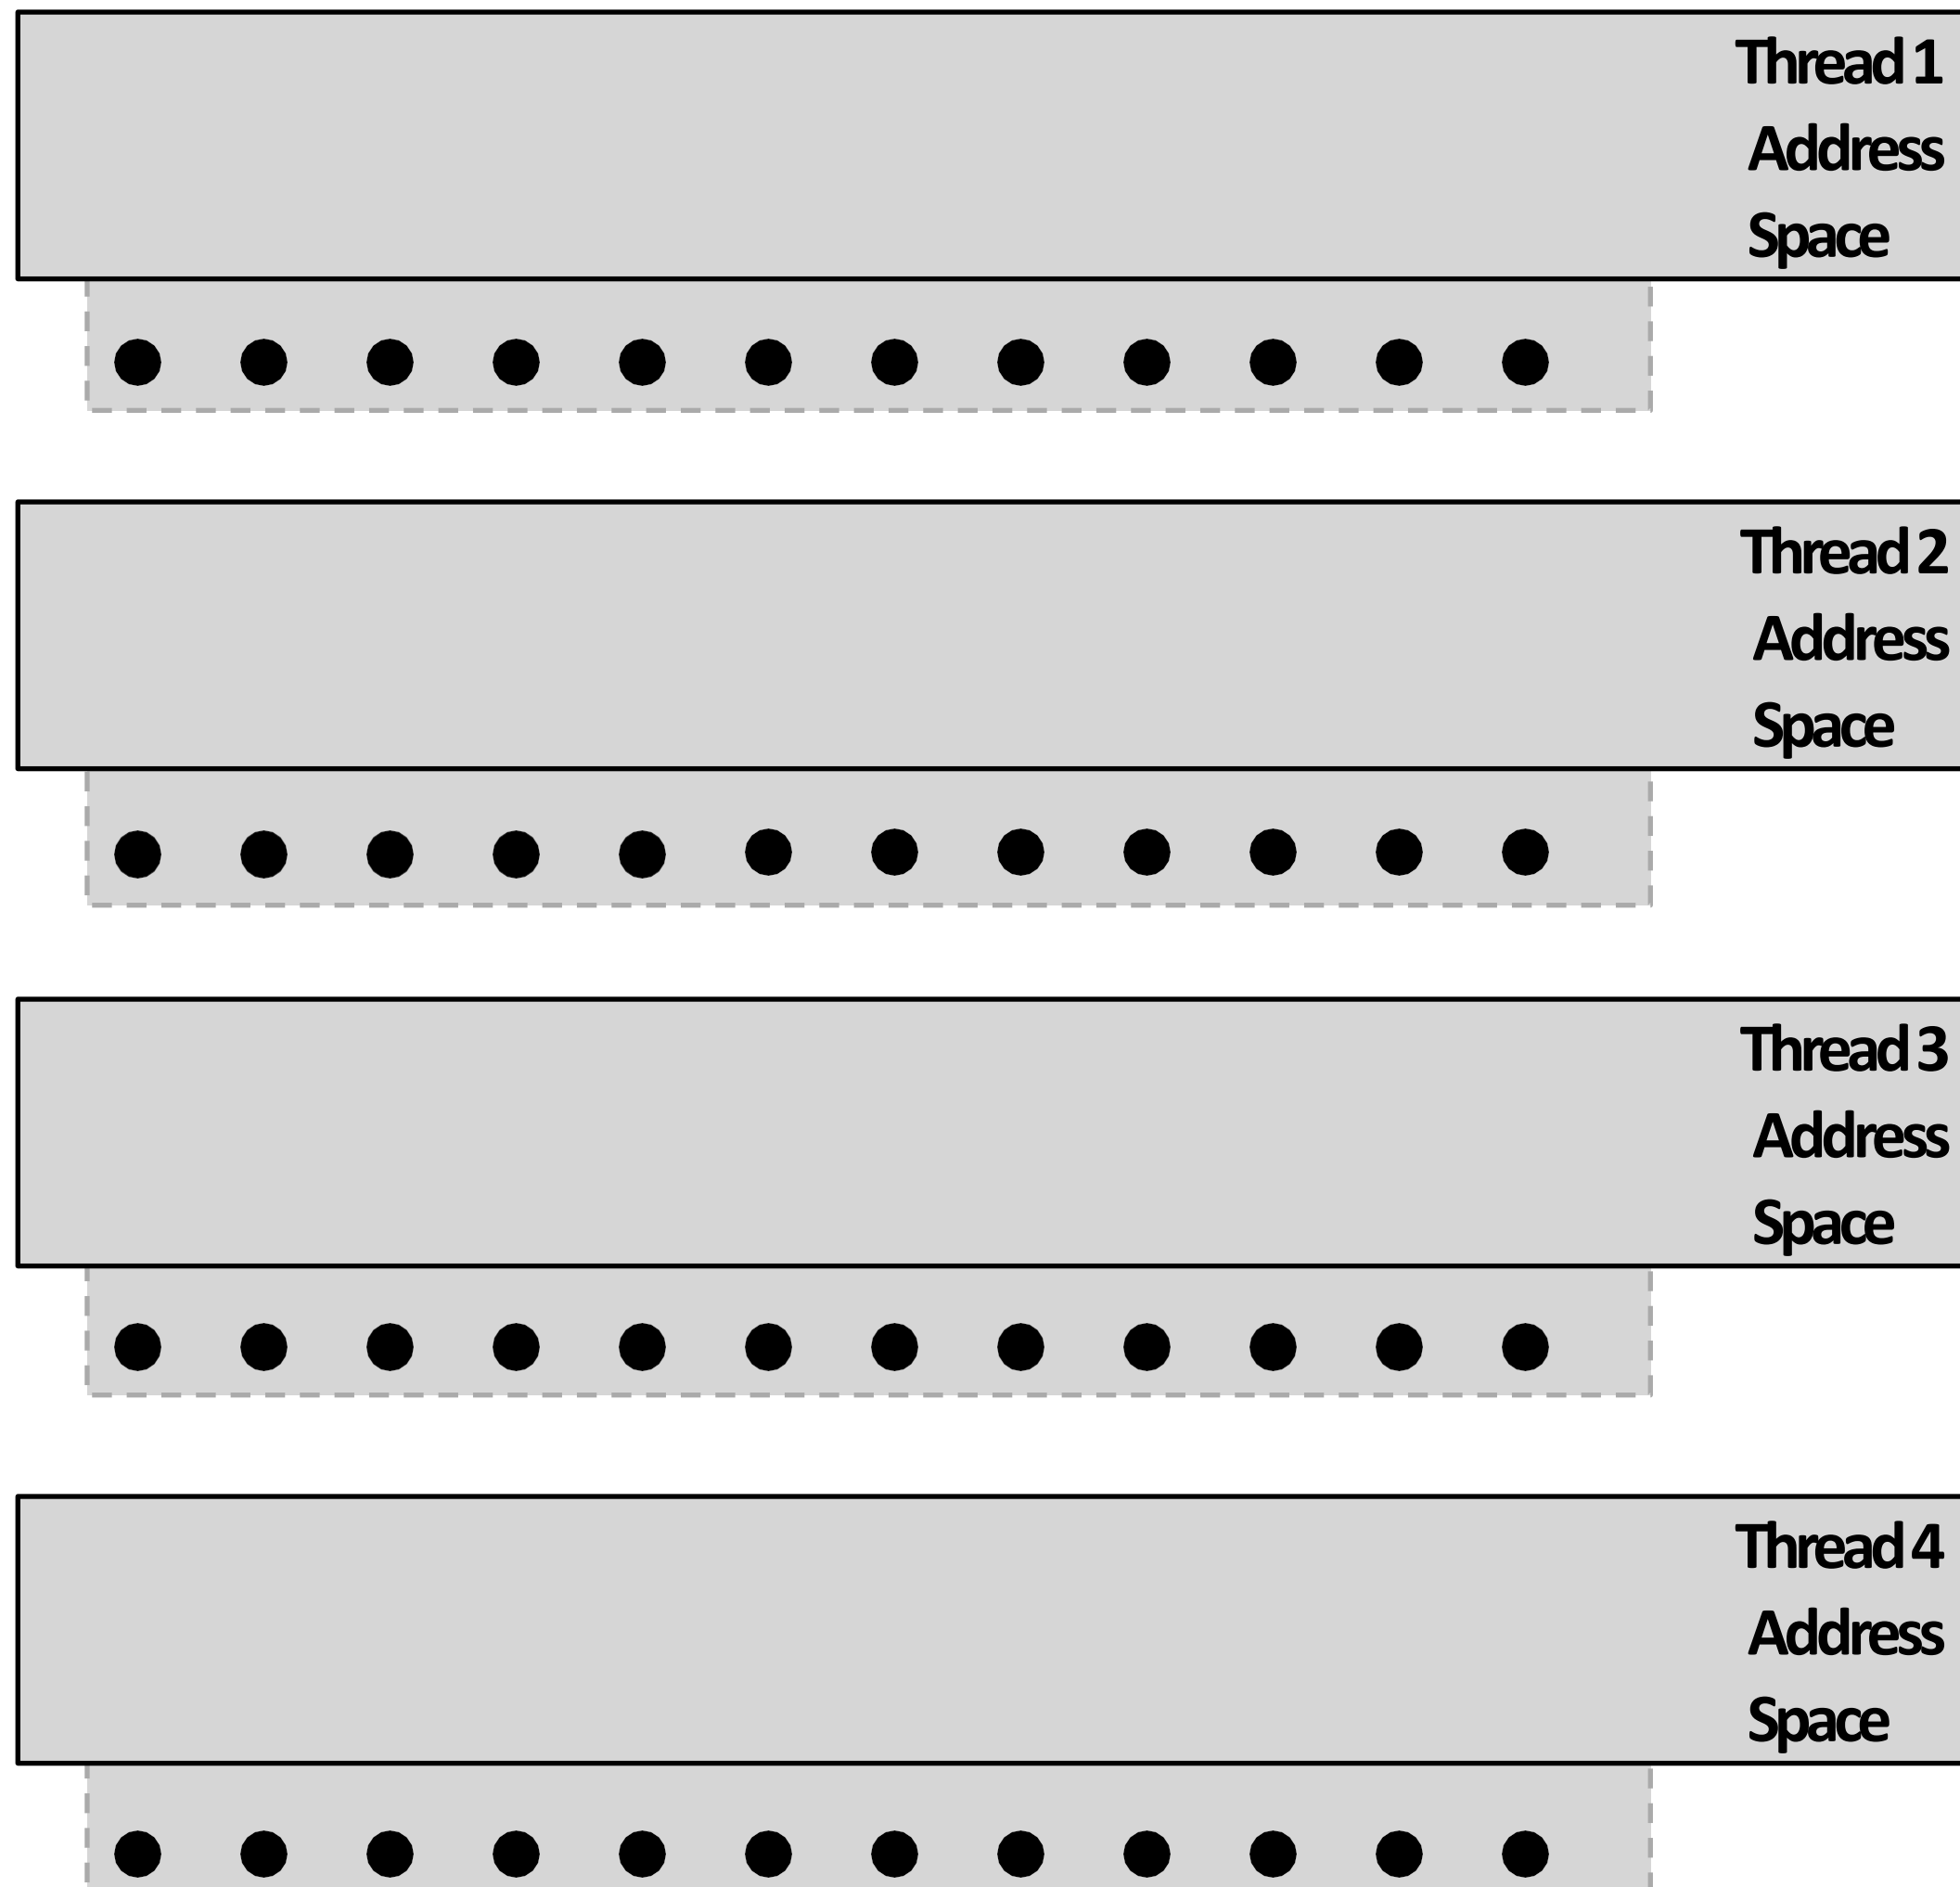 Thread 1
Address
Space
Thread 2
Address
Space
Thread 3
Address
Space
Thread 4
Address
Space